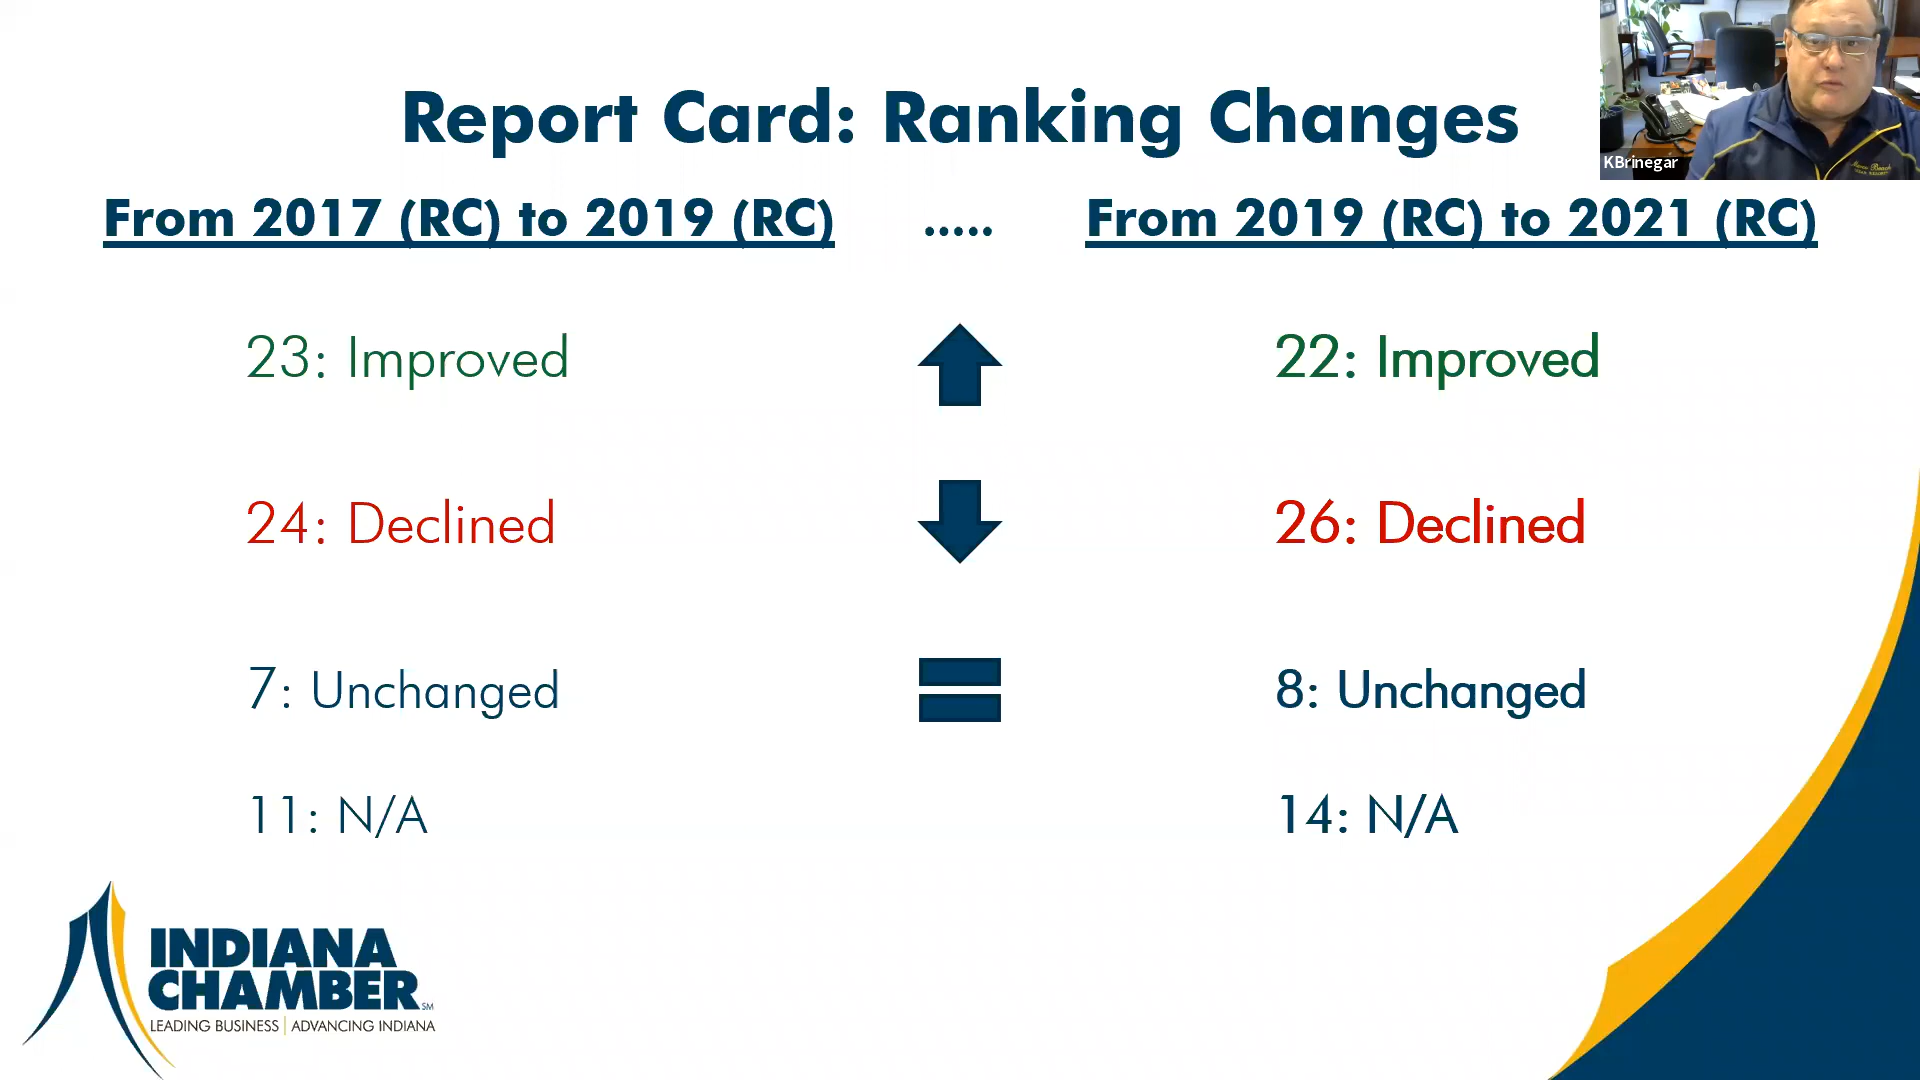 Report Card: Ranking Changes
KBrinegar
From 2017 (RC) to 2019 (RC) ..... From 2019 (RC) to 2021 (RC)
23: Improved 22: Improved
24: Declined 26: Declined
7: Unchanged 8: Unchanged
11: N/A 14: N/A
INDIANA
CHAMBER SM
LEADING BUSINESS | ADVANCING INDIANA